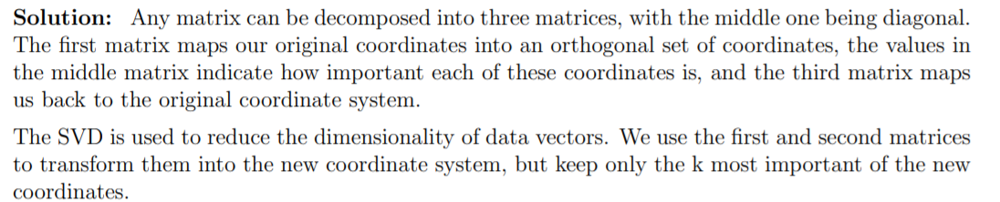 Solution: Any matrix can be decomposed into three matrices, with the middle one being diagonal.
The first matrix maps our original coordinates into an orthogonal set of coordinates, the values in
the middle matrix indicate how important each of these coordinates is, and the third matrix maps
us back to the original coordinate system.
The SVD is used to reduce the dimensionality of data vectors. We use the first and second matrices
to transform them into the new coordinate system, but keep only the k most important of the new
coordinates.